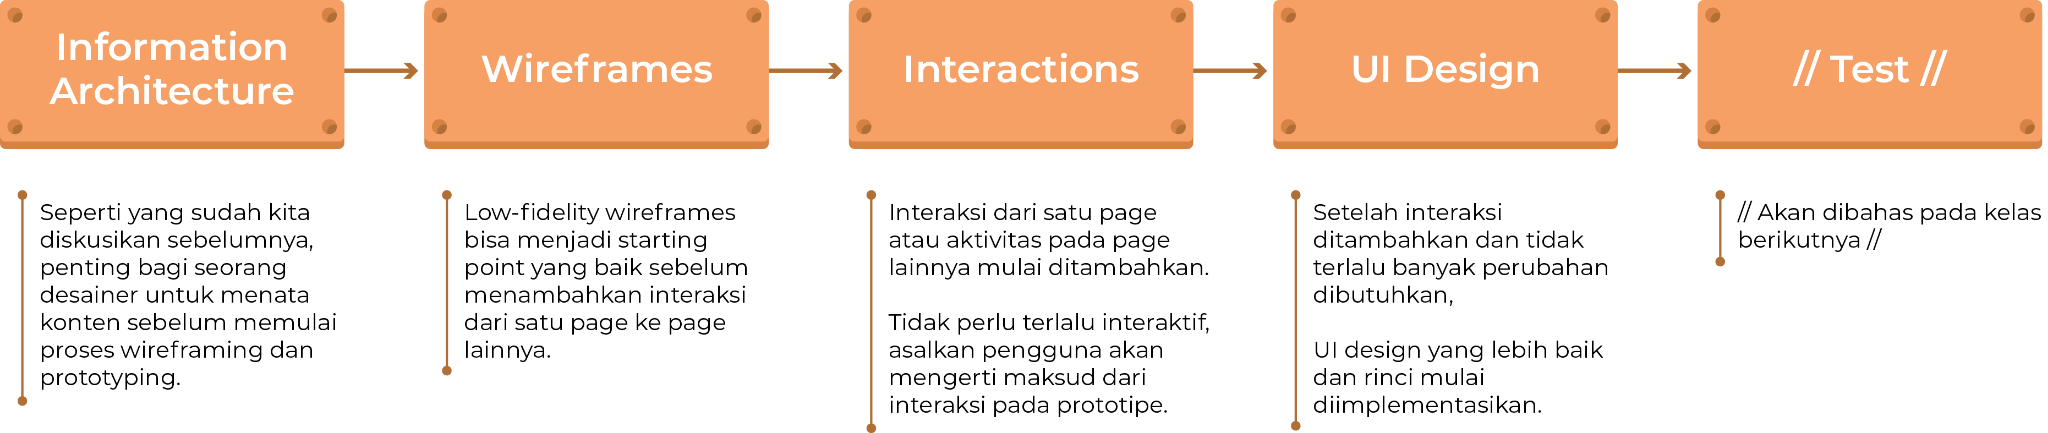 Information
Architecture
Wireframes
Interactions
UI Design
// Test //
Seperti yang sudah kita
diskusikan sebelumnya,
penting bagi seorang
desainer untuk menata
konten sebelum memulai
proses wireframing dan
prototyping.
Low-fidelity wireframes
bisa menjadi starting
point yang baik sebelum
menambahkan interaksi
dari satu page ke page
lainnya.
Interaksi dari satu page
atau aktivitas pada page
lainnya mulai ditambahkan.
Tidak perlu terlalu interaktif,
asalkan pengguna akan
mengerti maksud dari
interaksi pada prototipe.
Setelah interaksi
ditambahkan dan tidak
terlalu banyak perubahan
dibutuhkan,
UI design yang lebih baik
dan rinci mulai
diimplementasikan.
// Akan dibahas pada kelas
berikutnya //